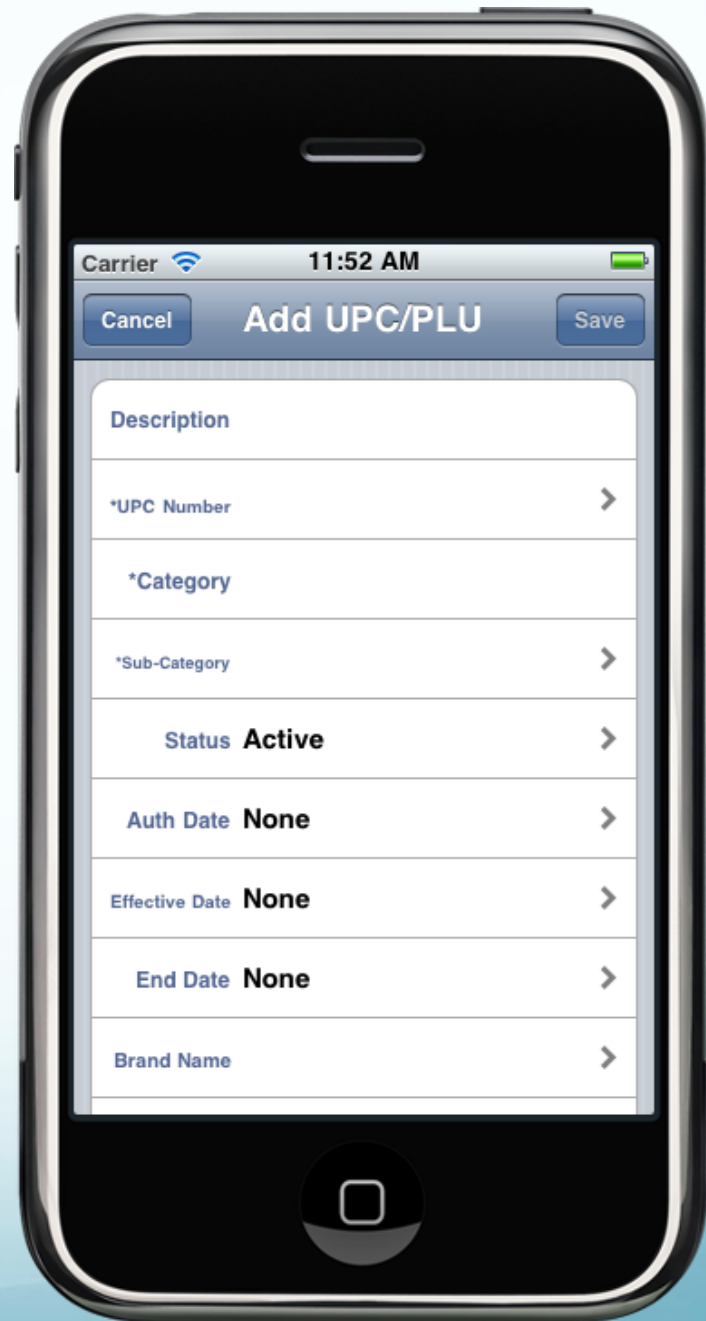 Carrier 11:52 AM
Cancel Add UPC/PLU Save
Description
*UPC Number
*Category
*Sub-Category
Status Active
Auth Date None
Effective Date None
End Date None
Brand Name